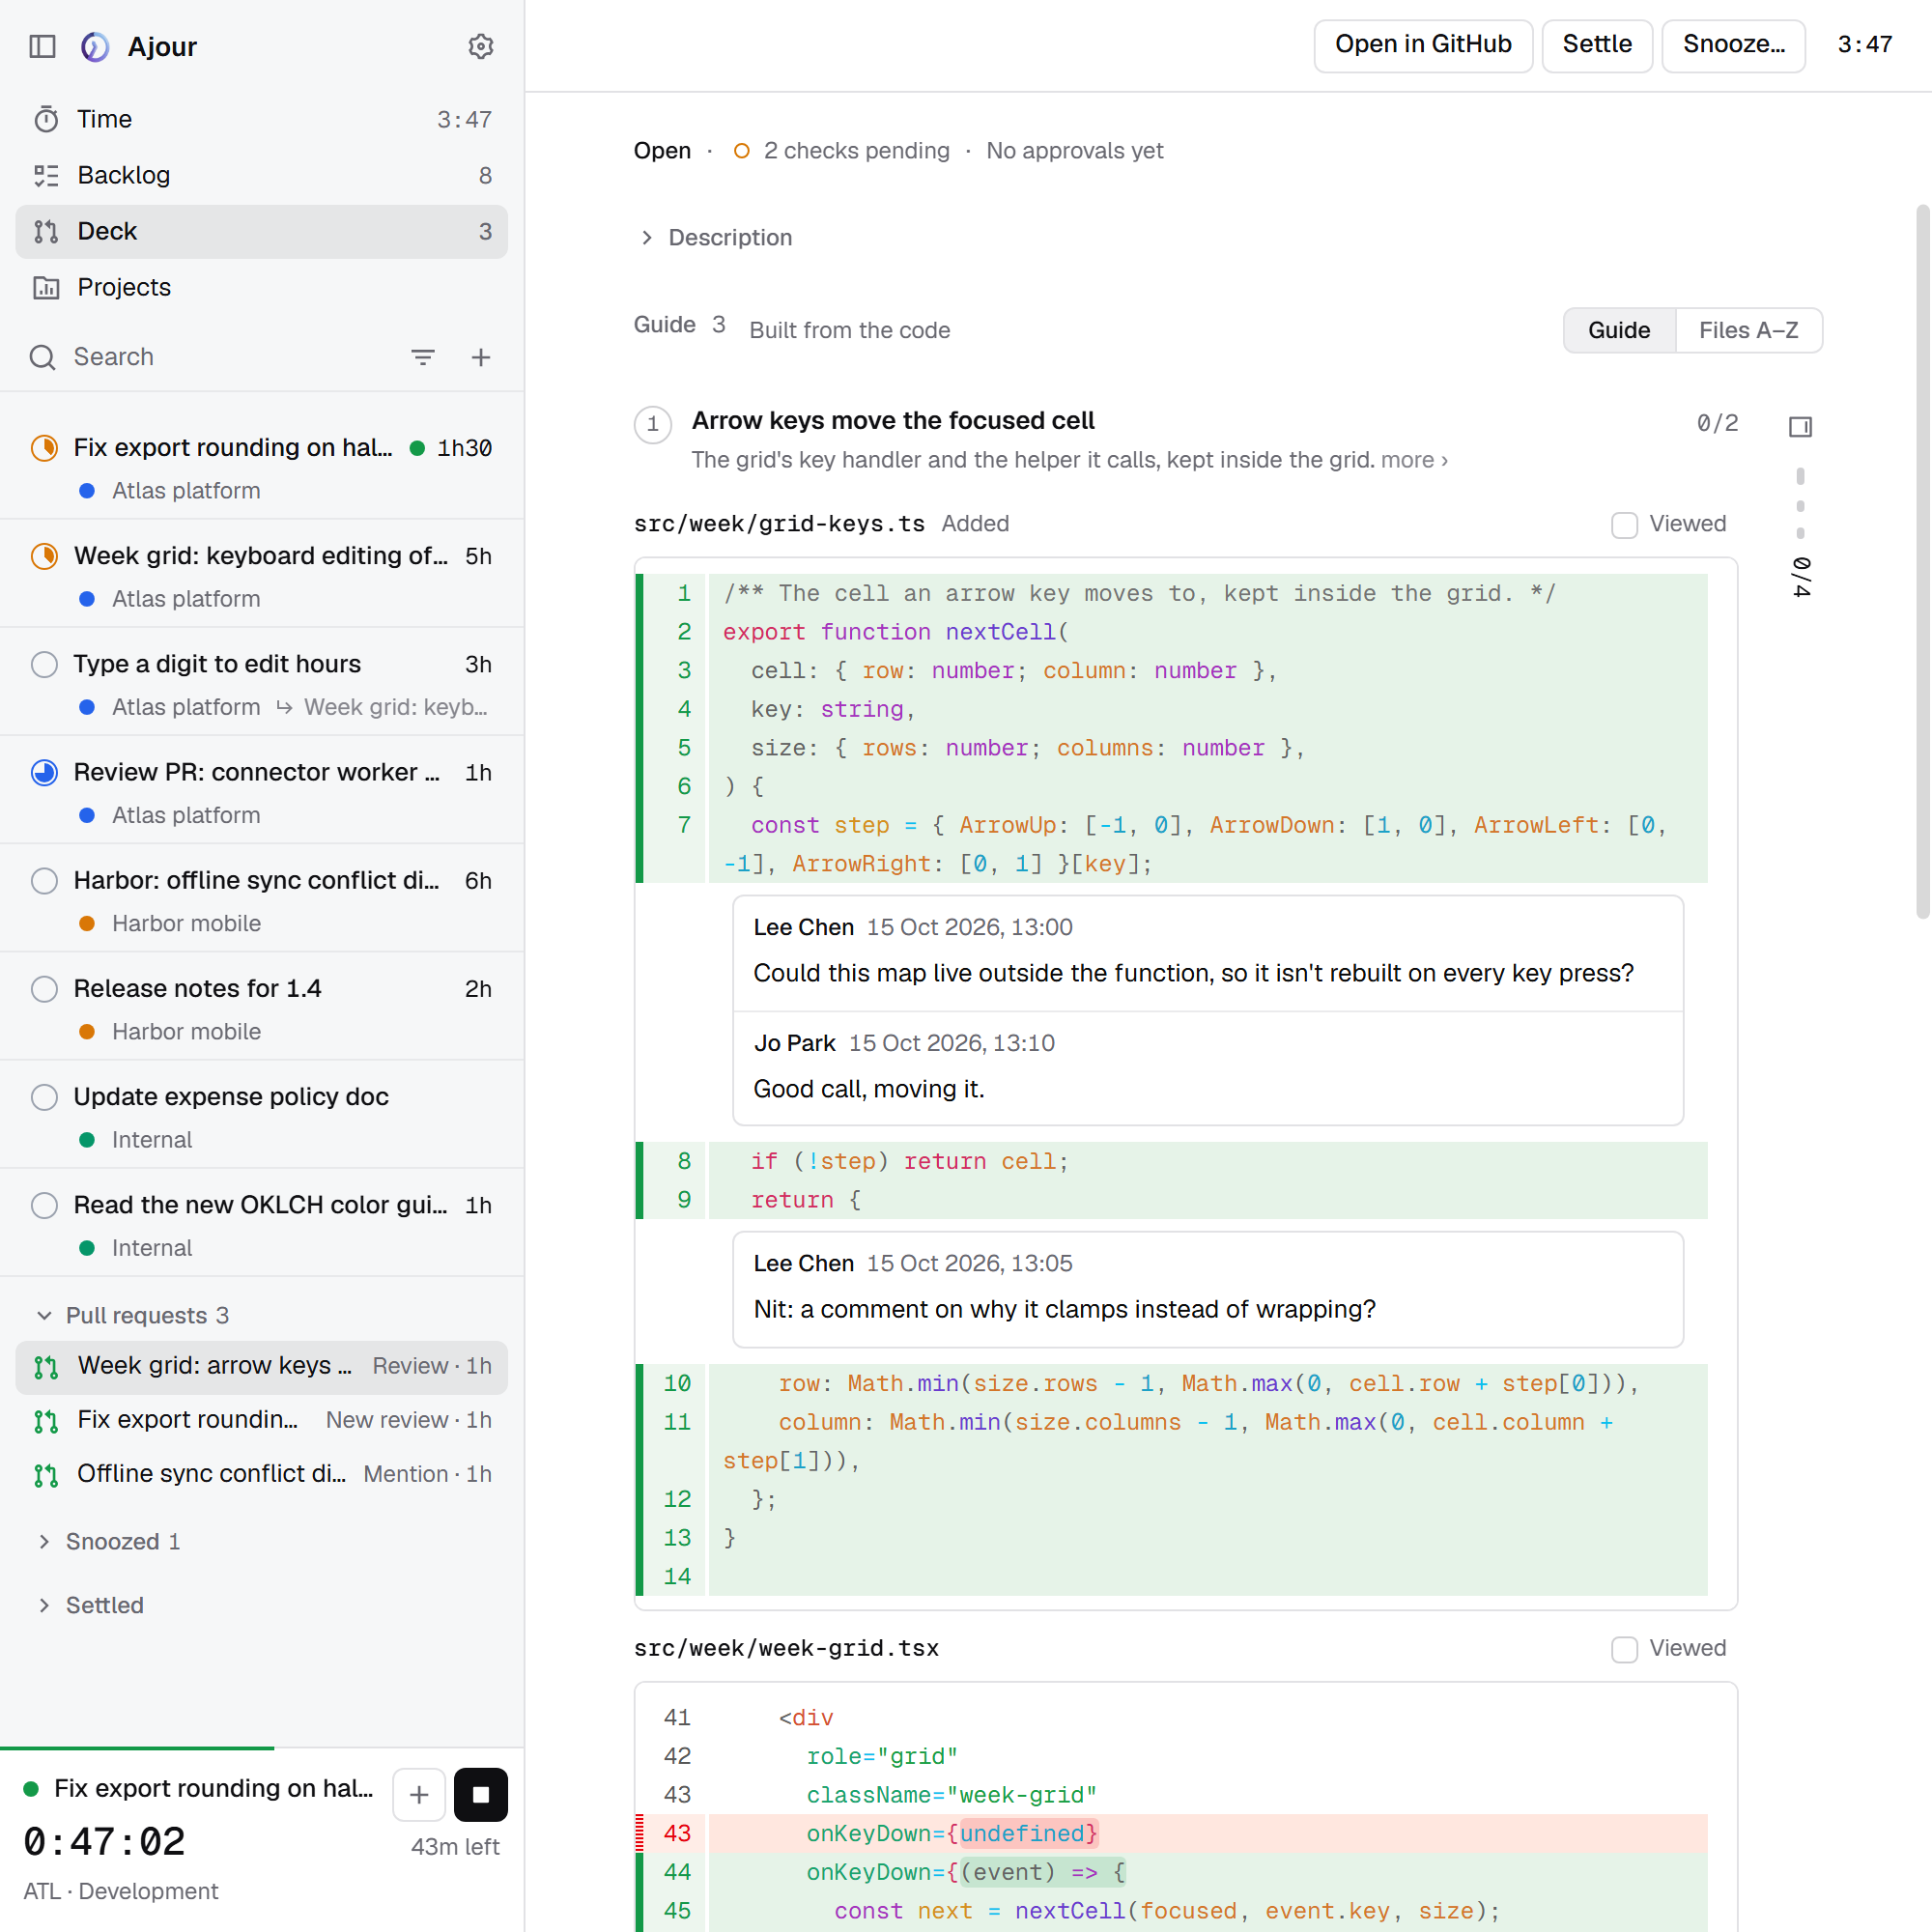 Ajour
Time 3:47
Backlog 8
Deck 3
Projects
Search
Fix export rounding on hal... 1h30
Atlas platform
Week grid: keyboard editing of... 5h
Atlas platform
Type a digit to edit hours 3h
Atlas platform ↳ Week grid: keyb...
Review PR: connector worker ... 1h
Atlas platform
Harbor: offline sync conflict di... 6h
Harbor mobile
Release notes for 1.4 2h
Harbor mobile
Update expense policy doc
Internal
Read the new OKLCH color gui... 1h
Internal
Pull requests 3
Week grid: arrow keys ... Review · 1h
Fix export roundin... New review · 1h
Offline sync conflict di... Mention · 1h
Snoozed 1
Settled
Fix export rounding on hal...
0:47:02 43m left
ATL · Development
Open in GitHub Settle Snooze... 3:47
Open · 2 checks pending · No approvals yet
Description
Guide 3 Built from the code Guide Files A–Z
1 Arrow keys move the focused cell 0/2
The grid's key handler and the helper it calls, kept inside the grid. more ›
src/week/grid-keys.ts Added Viewed
0/4
1 /** The cell an arrow key moves to, kept inside the grid. */
2 export function nextCell(
3 cell: { row: number; column: number },
4 key: string,
5 size: { rows: number; columns: number },
6 ) {
7 const step = { ArrowUp: [-1, 0], ArrowDown: [1, 0], ArrowLeft: [0,
-1], ArrowRight: [0, 1] }[key];
Lee Chen 15 Oct 2026, 13:00
Could this map live outside the function, so it isn't rebuilt on every key press?
Jo Park 15 Oct 2026, 13:10
Good call, moving it.
8 if (!step) return cell;
9 return {
Lee Chen 15 Oct 2026, 13:05
Nit: a comment on why it clamps instead of wrapping?
10 row: Math.min(size.rows - 1, Math.max(0, cell.row + step[0])),
11 column: Math.min(size.columns - 1, Math.max(0, cell.column +
step[1])),
12 };
13 }
14
src/week/week-grid.tsx Viewed
41 <div
42 role="grid"
43 className="week-grid"
43 onKeyDown={undefined}
44 onKeyDown={(event) => {
45 const next = nextCell(focused, event.key, size);